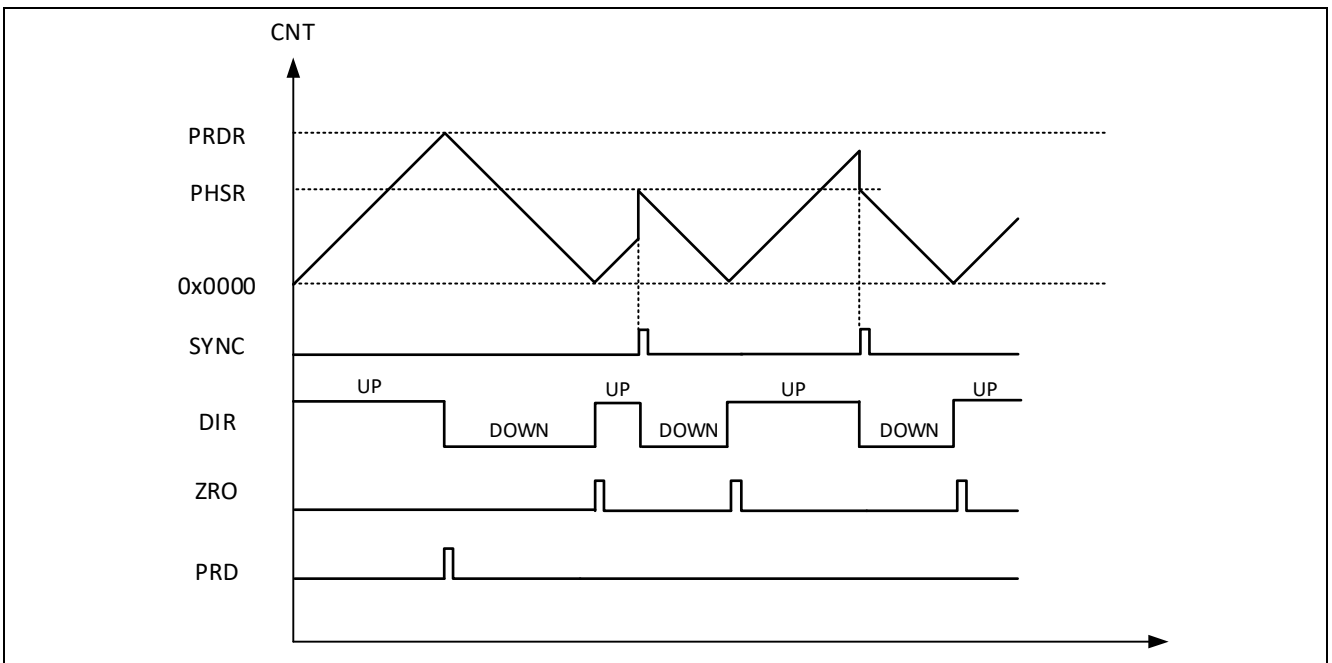 CNT
PRDR
PHSR
0x0000
SYNC
UP UP UP UP
DIR
DOWN DOWN DOWN
ZRO
PRD